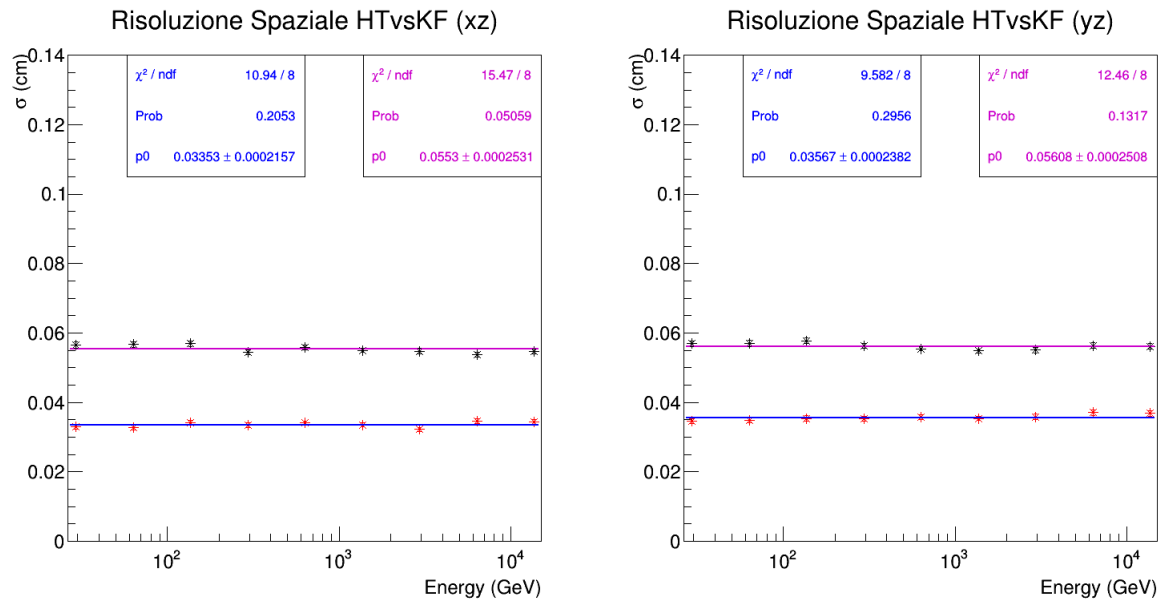 Risoluzione Spaziale HTvsKF (xz)
σ (cm)
0.14
0.12
0.1
0.08
0.06
0.04
0.02
0
χ² / ndf 10.94 / 8
Prob 0.2053
p0 0.03353 ± 0.0002157
χ² / ndf 15.47 / 8
Prob 0.05059
p0 0.0553 ± 0.0002531
10² 10³ 10⁴
Energy (GeV)
Risoluzione Spaziale HTvsKF (yz)
σ (cm)
0.14
0.12
0.1
0.08
0.06
0.04
0.02
0
χ² / ndf 9.582 / 8
Prob 0.2956
p0 0.03567 ± 0.0002382
χ² / ndf 12.46 / 8
Prob 0.1317
p0 0.05608 ± 0.0002508
10² 10³ 10⁴
Energy (GeV)